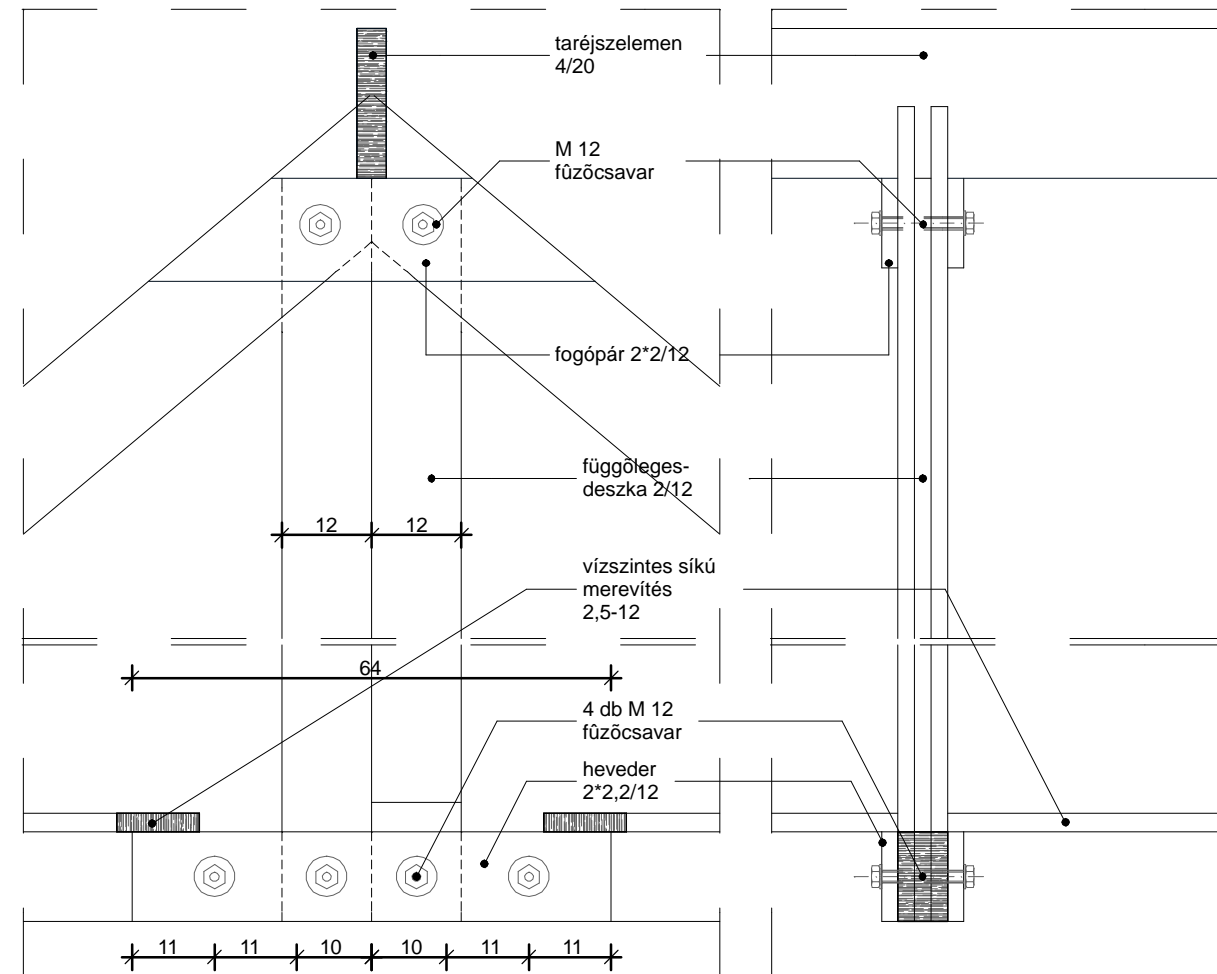 taréjszelemen
4/20
M 12
fûzõcsavar
fogópár 2*2/12
függõleges-
deszka 2/12
12
12
vízszintes síkú
merevítés
2,5-12
64
4 db M 12
fûzõcsavar
heveder
2*2,2/12
11
11
10
10
11
11